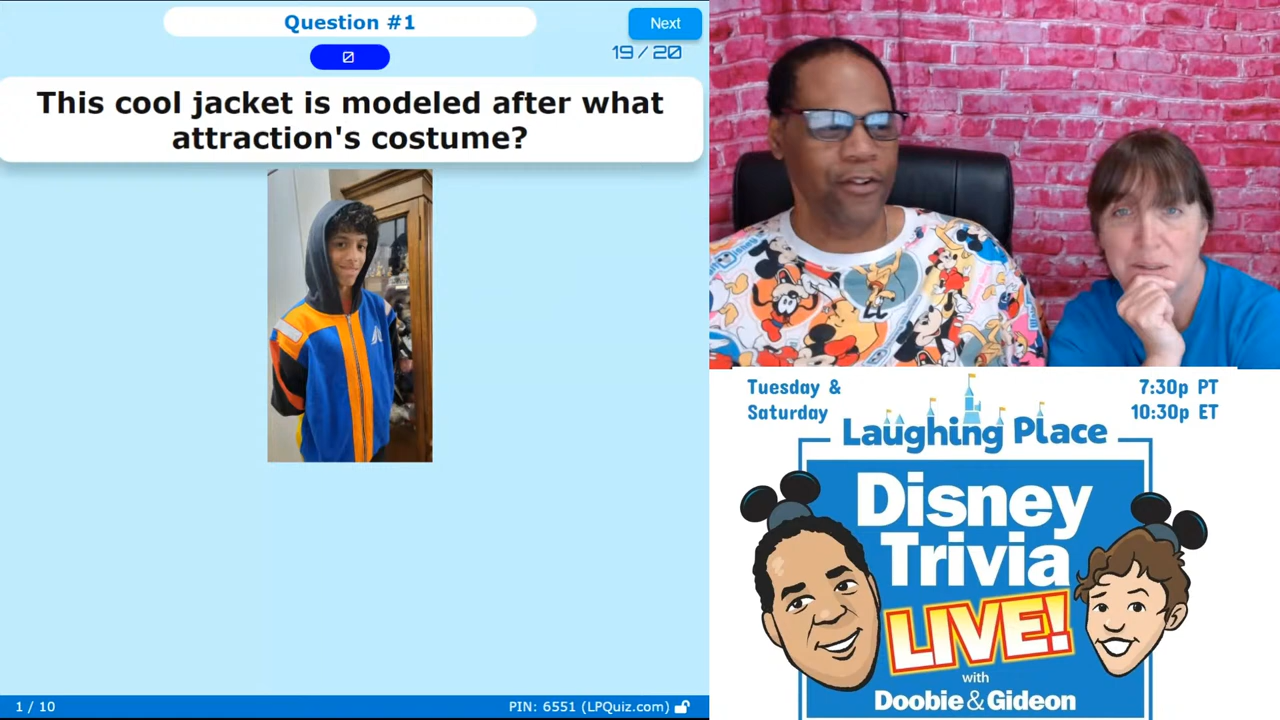 Question #1
Next
0
19/20
This cool jacket is modeled after what
attraction's costume?
1 / 10
PIN: 6551 (LPQuiz.com)
Tuesday &
Saturday
7:30p PT
10:30p ET
Laughing Place
Disney
Trivia
LIVE!
with
Doobie & Gideon